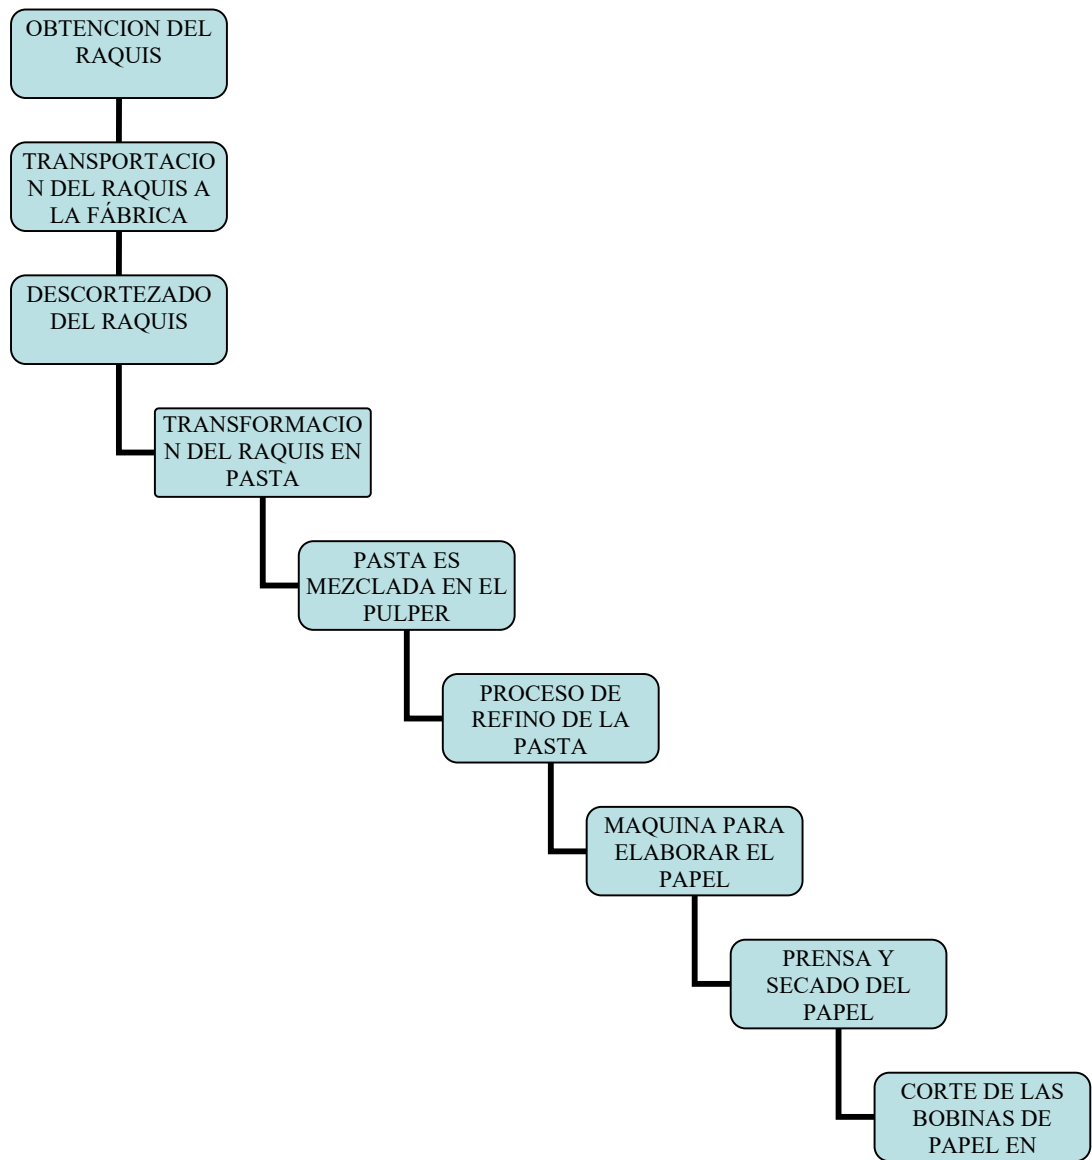 OBTENCION DEL
RAQUIS
TRANSPORTACIO
N DEL RAQUIS A
LA FÁBRICA
DESCORTEZADO
DEL RAQUIS
TRANSFORMACIO
N DEL RAQUIS EN
PASTA
PASTA ES
MEZCLADA EN EL
PULPER
PROCESO DE
REFINO DE LA
PASTA
MAQUINA PARA
ELABORAR EL
PAPEL
PRENSA Y
SECADO DEL
PAPEL
CORTE DE LAS
BOBINAS DE
PAPEL EN